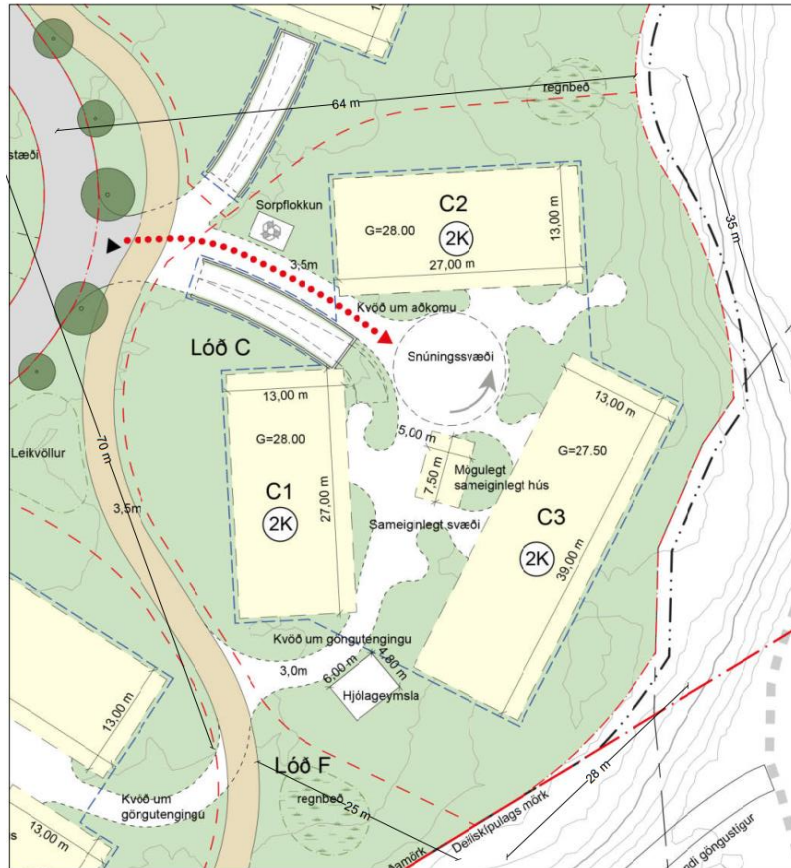 64 m
regnbeð
stæði
Sorpflokkun
C2
G=28.00
2K
13,00 m
27,00 m
35 m
3,5m
Kvöð um aðkomu
Lóð C
Snúningssvæði
13,00 m
13,00 m
5,00 m
G=28.00
G=27.50
Leikvöllur
70 m
7,50 m
Mögulegt
sameiginlegt hús
C1
2K
27,00 m
3,5m
Sameiginlegt svæði
C3
2K
39,00 m
Kvöð um göngutengingu
3,0m
6,00 m
4,80 m
Hjólageymsla
13,00 m
Lóð F
28 m
Kvöð um
göngutengingu
regnbeð
25 m
Deiliskipulags mörk
13,00 m
ðamörk
ndi göngustígur